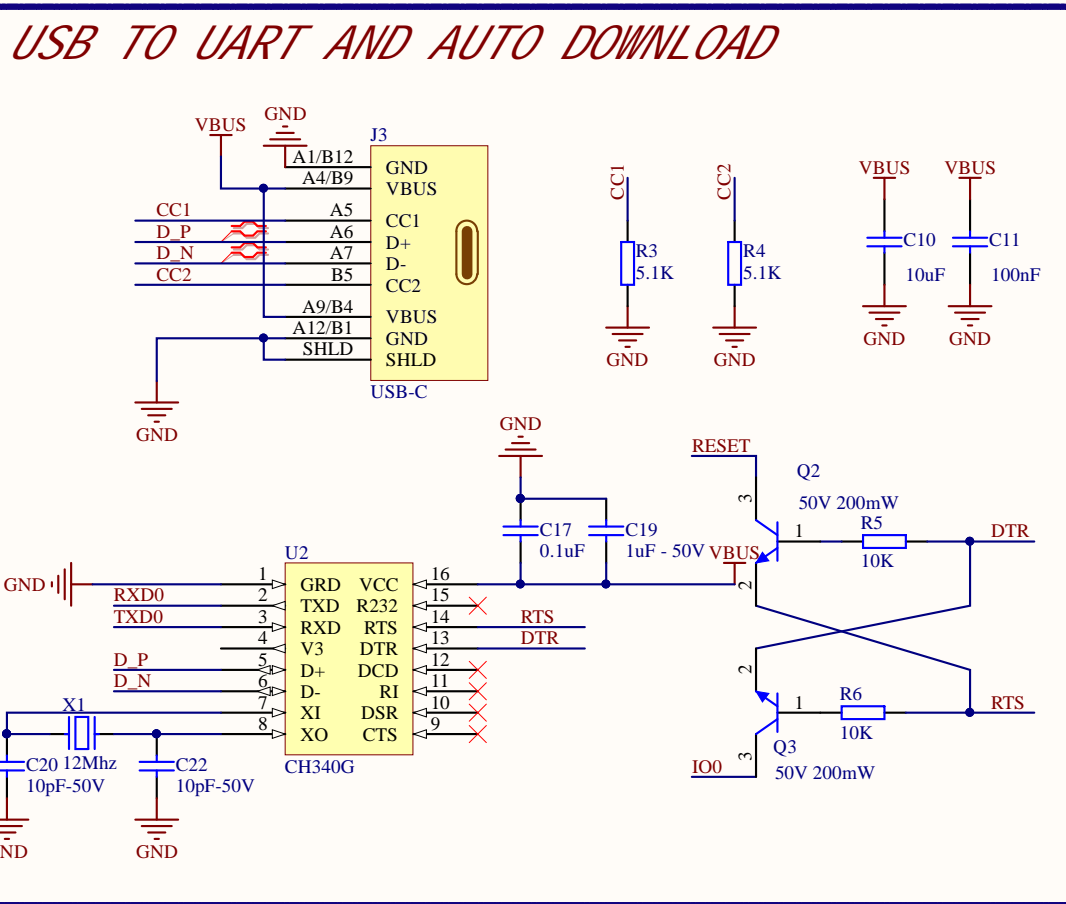 USB TO UART AND AUTO DOWNLOAD
VBUS
GND
J3
A1/B12 GND
A4/B9 VBUS
CC1 A5 CC1
D_P A6 D+
D_N A7 D-
CC2 B5 CC2
A9/B4 VBUS
A12/B1 GND
SHLD SHLD
USB-C
GND
CC1
R3
5.1K
GND
CC2
R4
5.1K
GND
VBUS
C10
10uF
GND
VBUS
C11
100nF
GND
GND
C17
0.1uF
C19
1uF - 50V
VBUS
U2
GND 1 GRD VCC 16
RXD0 2 TXD R232 15
TXD0 3 RXD RTS 14 RTS
4 V3 DTR 13 DTR
D_P 5 D+ DCD 12
D_N 6 D- RI 11
7 XI DSR 10
8 XO CTS 9
CH340G
X1
12Mhz
C20
10pF-50V
ND
C22
10pF-50V
GND
RESET
Q2
50V 200mW
3
1
2
R5
10K
DTR
2
1
3
R6
10K
RTS
Q3
50V 200mW
IO0